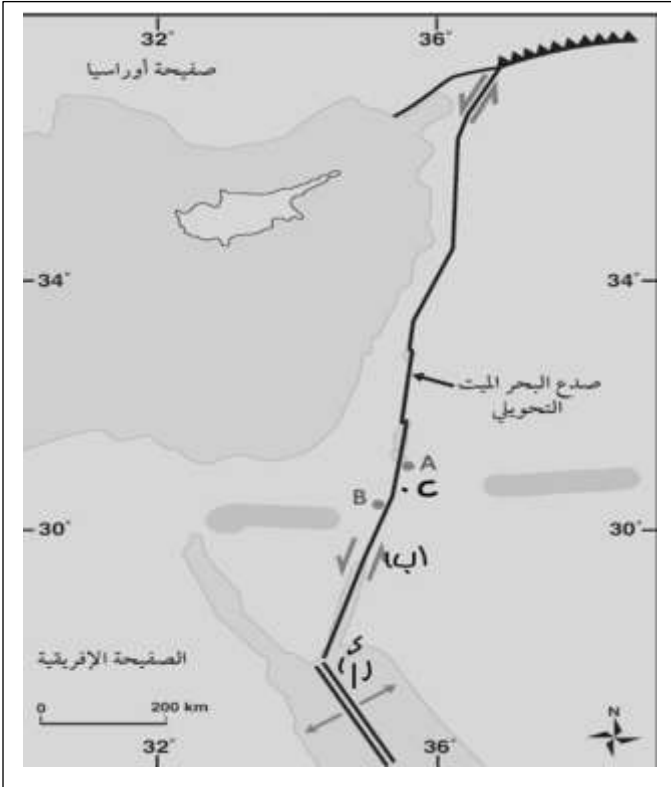 32°
36°
صفيحة أوراسيا
34°
34°
صدع البحر الميت
التحويلي
A
C
B
30°
30°
(ب)
(أ)
الصفيحة الإفريقية
0
200 km
N
32°
36°